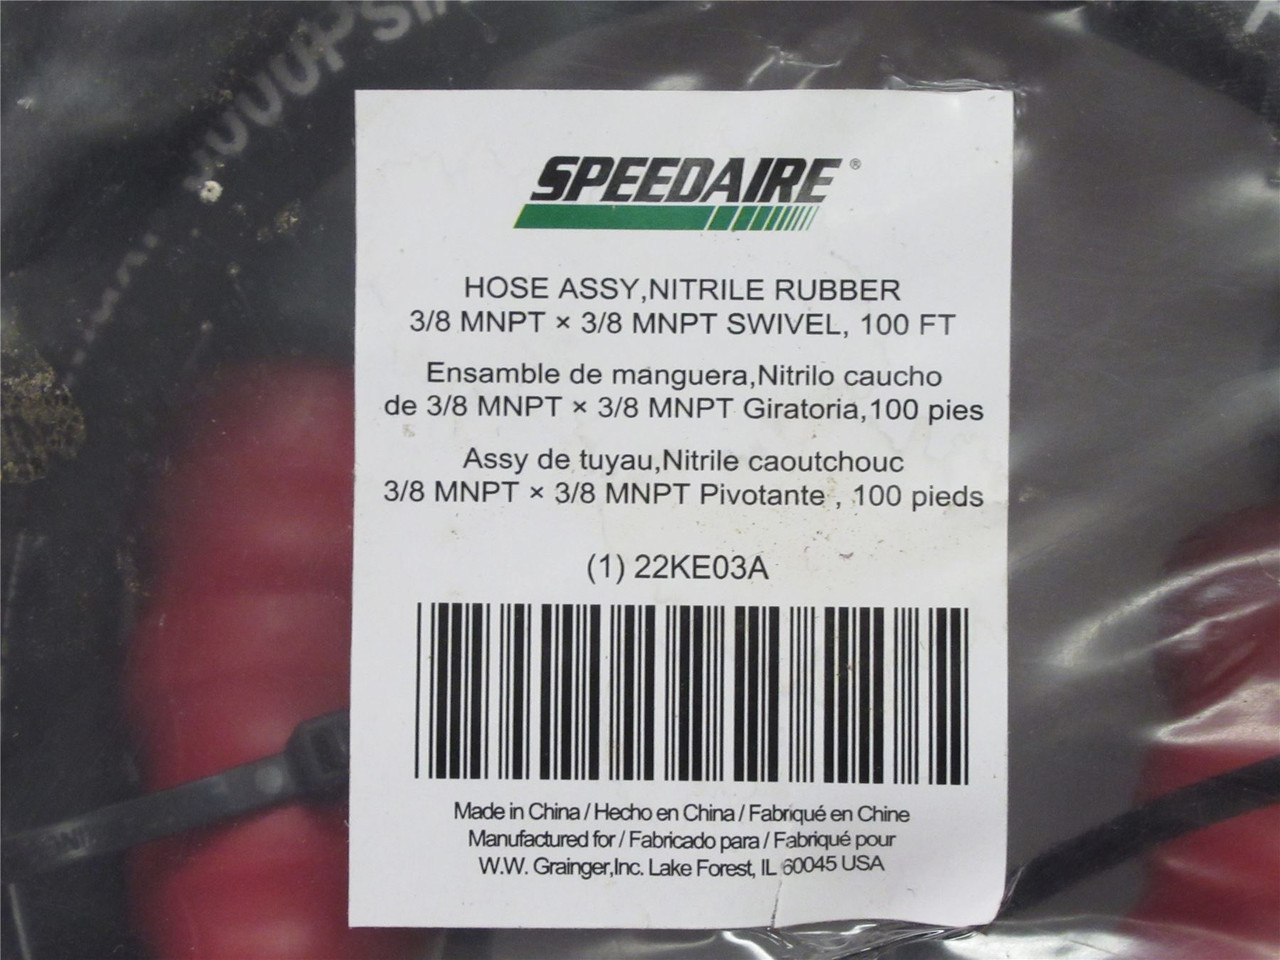 SPEEDAIRE®
HOSE ASSY,NITRILE RUBBER
3/8 MNPT × 3/8 MNPT SWIVEL, 100 FT
Ensamble de manguera,Nitrilo caucho
de 3/8 MNPT × 3/8 MNPT Giratoria,100 pies
Assy de tuyau,Nitrile caoutchouc
3/8 MNPT × 3/8 MNPT Pivotante , 100 pieds
(1) 22KE03A
Made in China / Hecho en China / Fabriqué en Chine
Manufactured for / Fabricado para / Fabriqué pour
W.W. Grainger,Inc. Lake Forest, IL 60045 USA